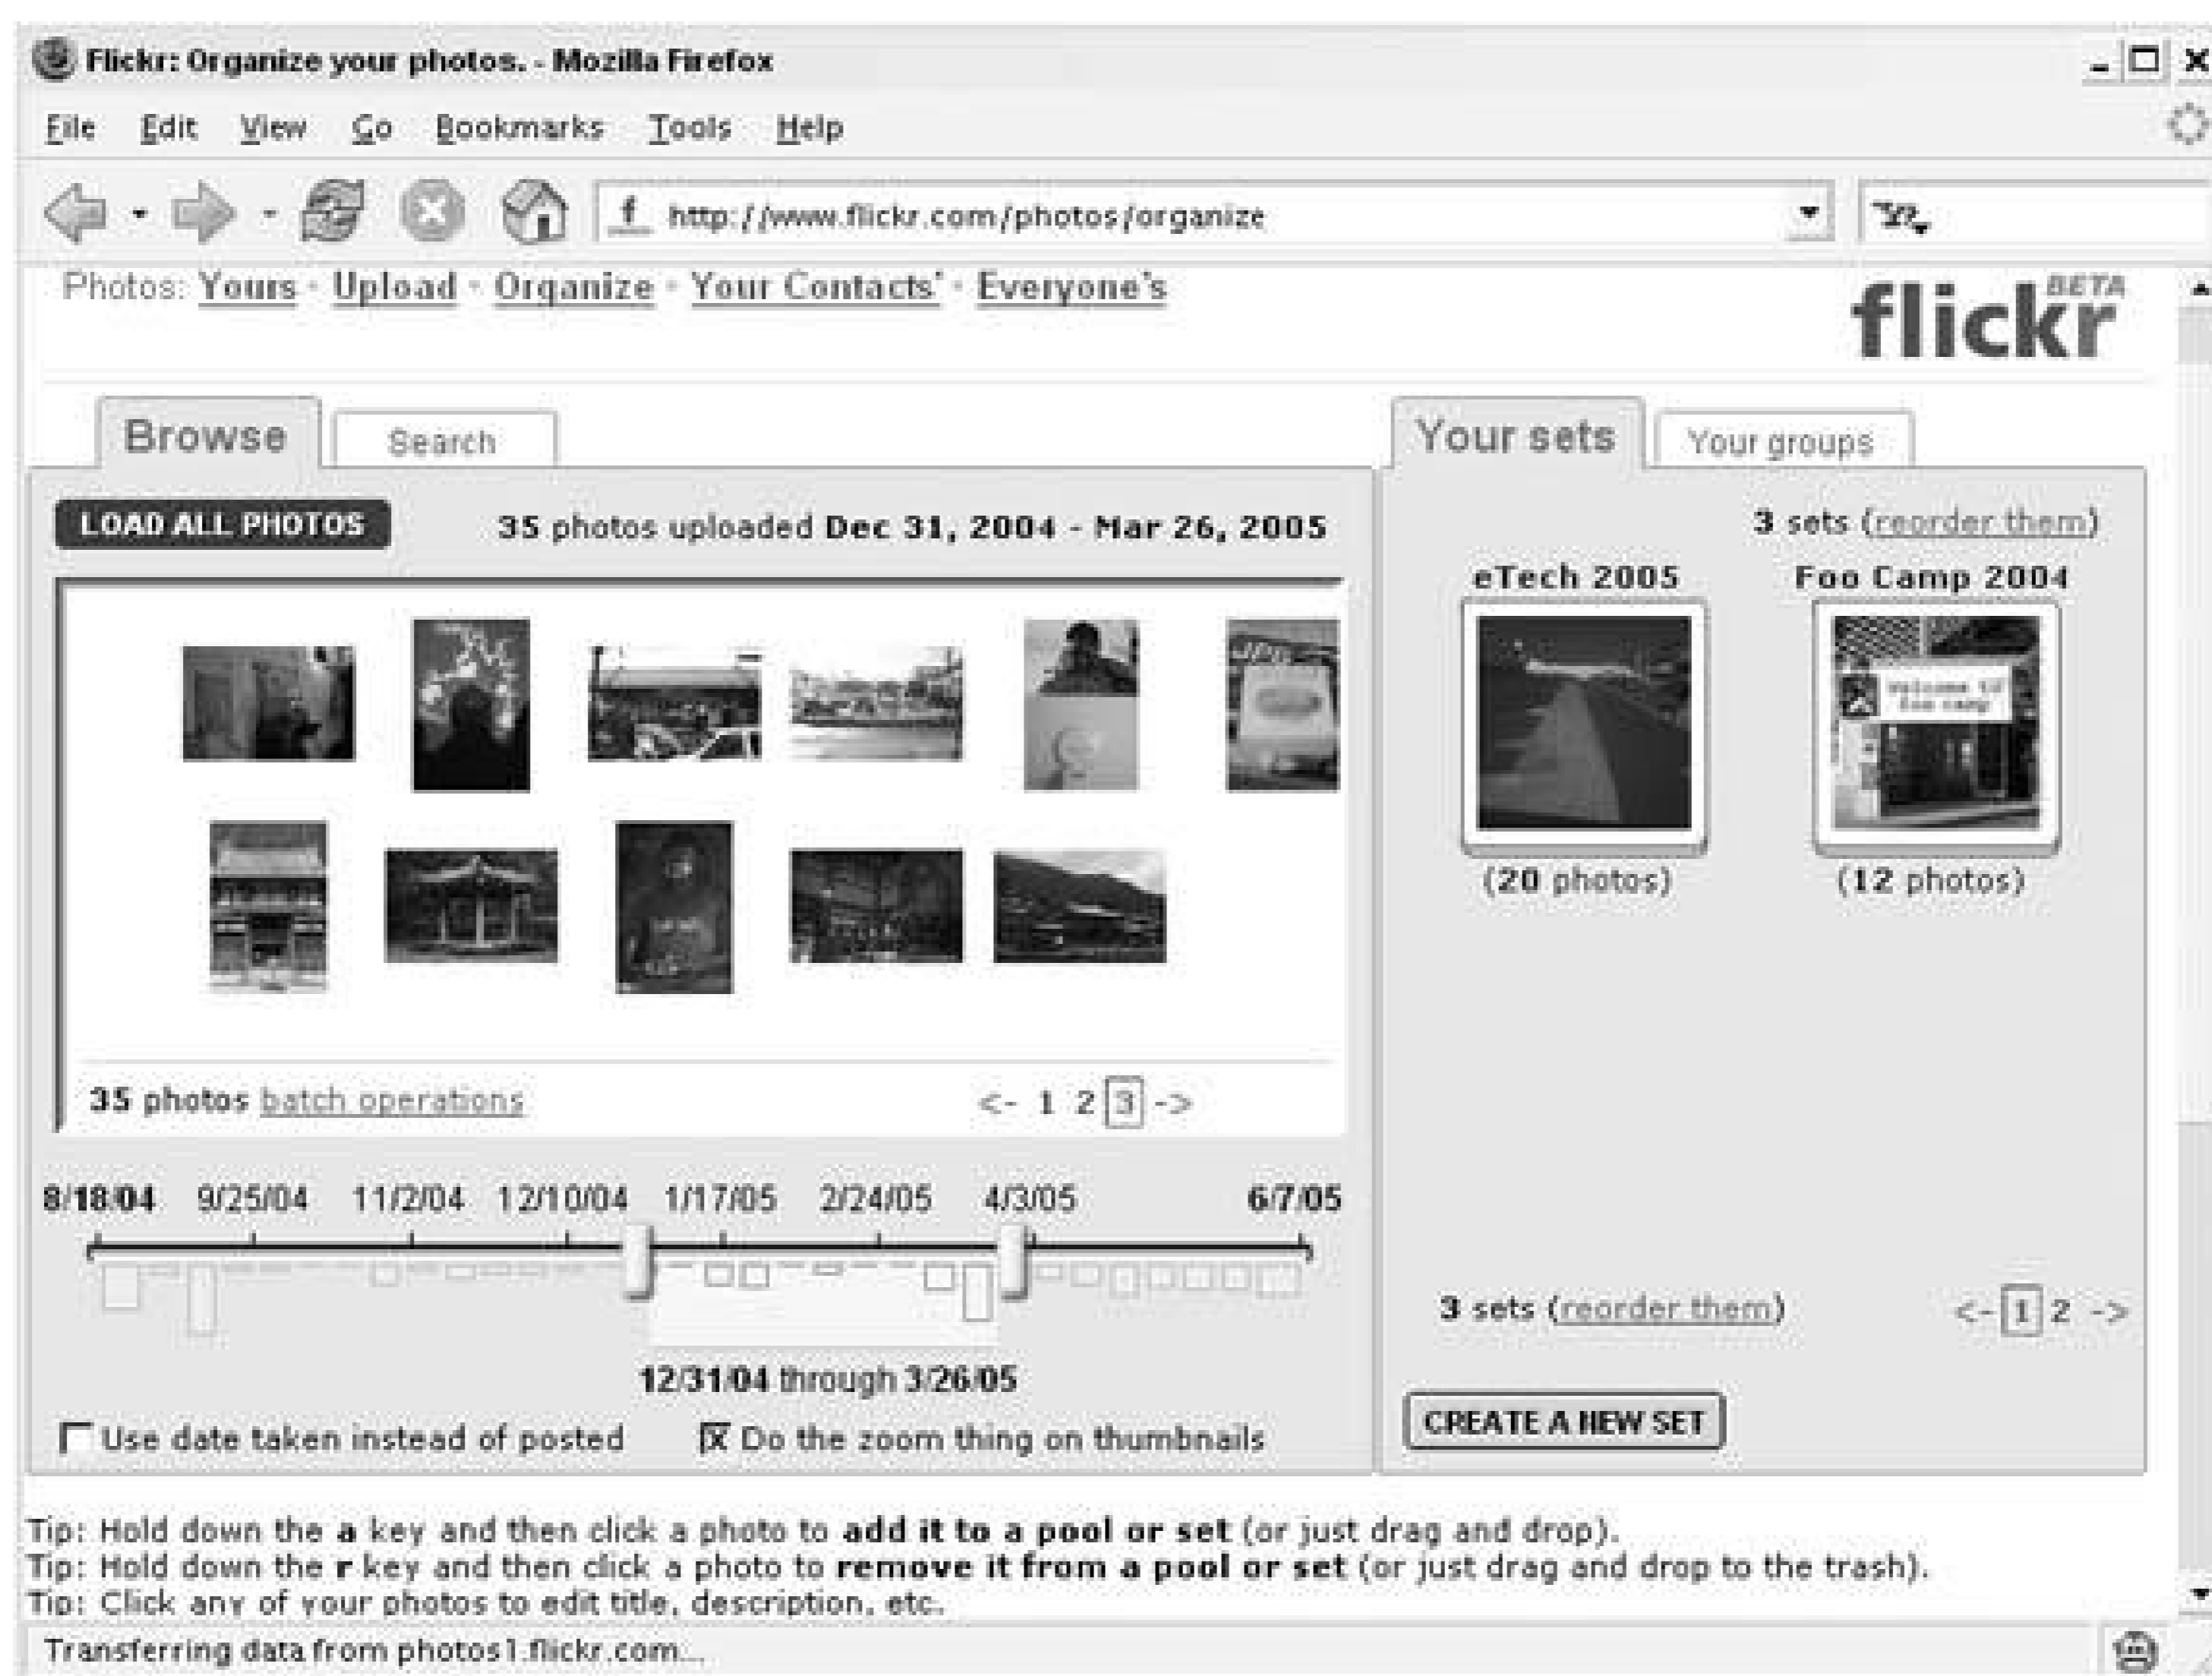 Flickr: Organize your photos. - Mozilla Firefox
File Edit View Go Bookmarks Tools Help
http://www.flickr.com/photos/organize
Photos: Yours · Upload · Organize · Your Contacts' · Everyone's
flickr BETA
Browse Search
Your sets Your groups
LOAD ALL PHOTOS 35 photos uploaded Dec 31, 2004 - Mar 26, 2005
3 sets (reorder them)
eTech 2005 Foo Camp 2004
Welcome to
foo camp
(20 photos) (12 photos)
35 photos batch operations <- 1 2 3 ->
8/18/04 9/25/04 11/2/04 12/10/04 1/17/05 2/24/05 4/3/05 6/7/05
3 sets (reorder them) <- 1 2 ->
12/31/04 through 3/26/05
Use date taken instead of posted Do the zoom thing on thumbnails
CREATE A NEW SET
Tip: Hold down the a key and then click a photo to add it to a pool or set (or just drag and drop).
Tip: Hold down the r key and then click a photo to remove it from a pool or set (or just drag and drop to the trash).
Tip: Click any of your photos to edit title, description, etc.
Transferring data from photos1.flickr.com...